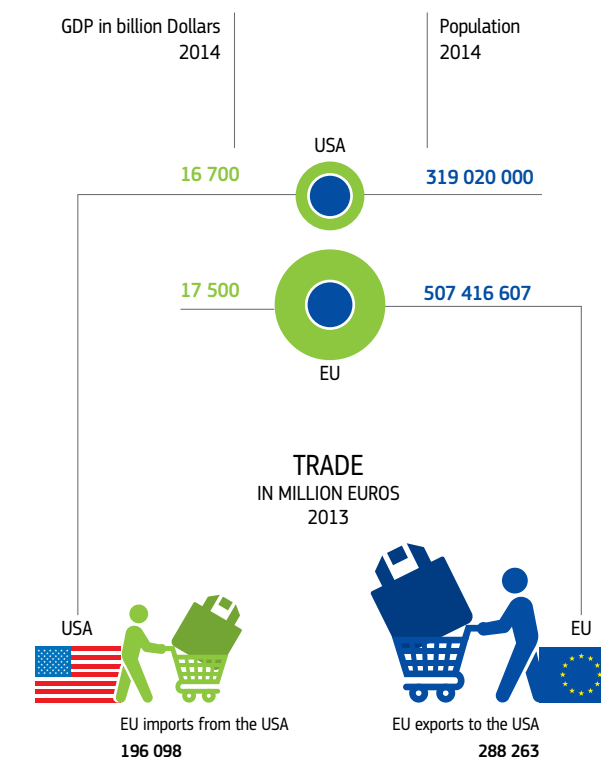 GDP in billion Dollars
2014
Population
2014
USA
16 700
319 020 000
17 500
507 416 607
EU
TRADE
IN MILLION EUROS
2013
USA
EU
EU imports from the USA
196 098
EU exports to the USA
288 263